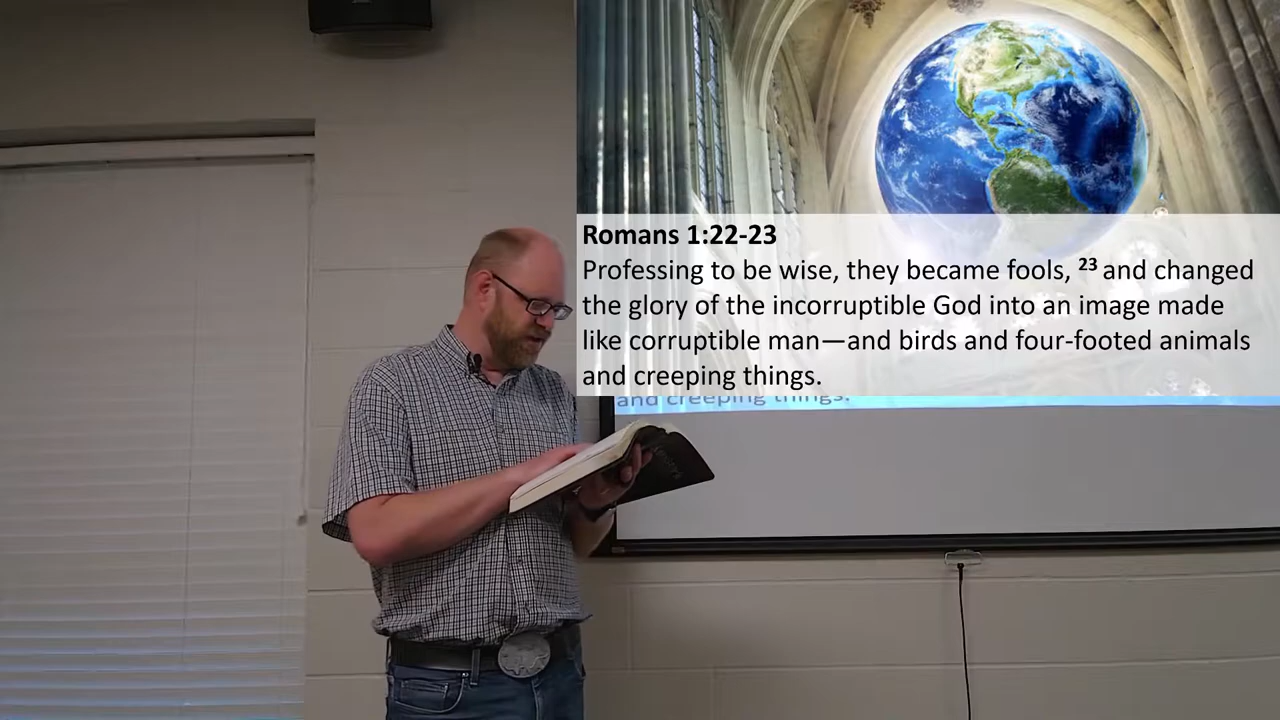 Romans 1:22-23
Professing to be wise, they became fools, 23 and changed
the glory of the incorruptible God into an image made
like corruptible man—and birds and four-footed animals
and creeping things.
and creeping things.